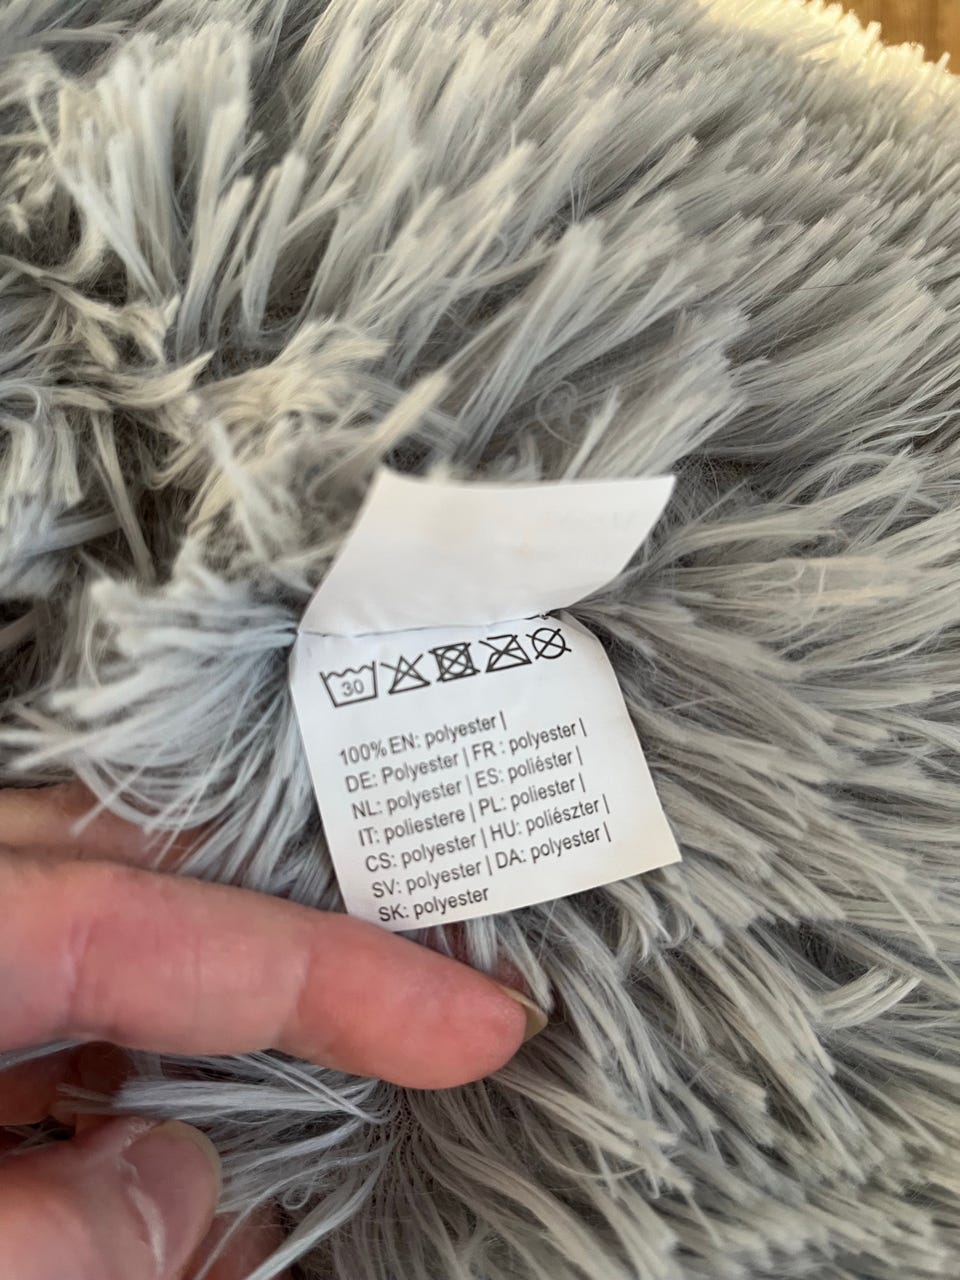 30
100% EN: polyester |
DE: Polyester | FR : polyester |
NL: polyester | ES: poliéster |
IT: poliestere | PL: poliester |
CS: polyester | HU: poliészter |
SV: polyester | DA: polyester |
SK: polyester